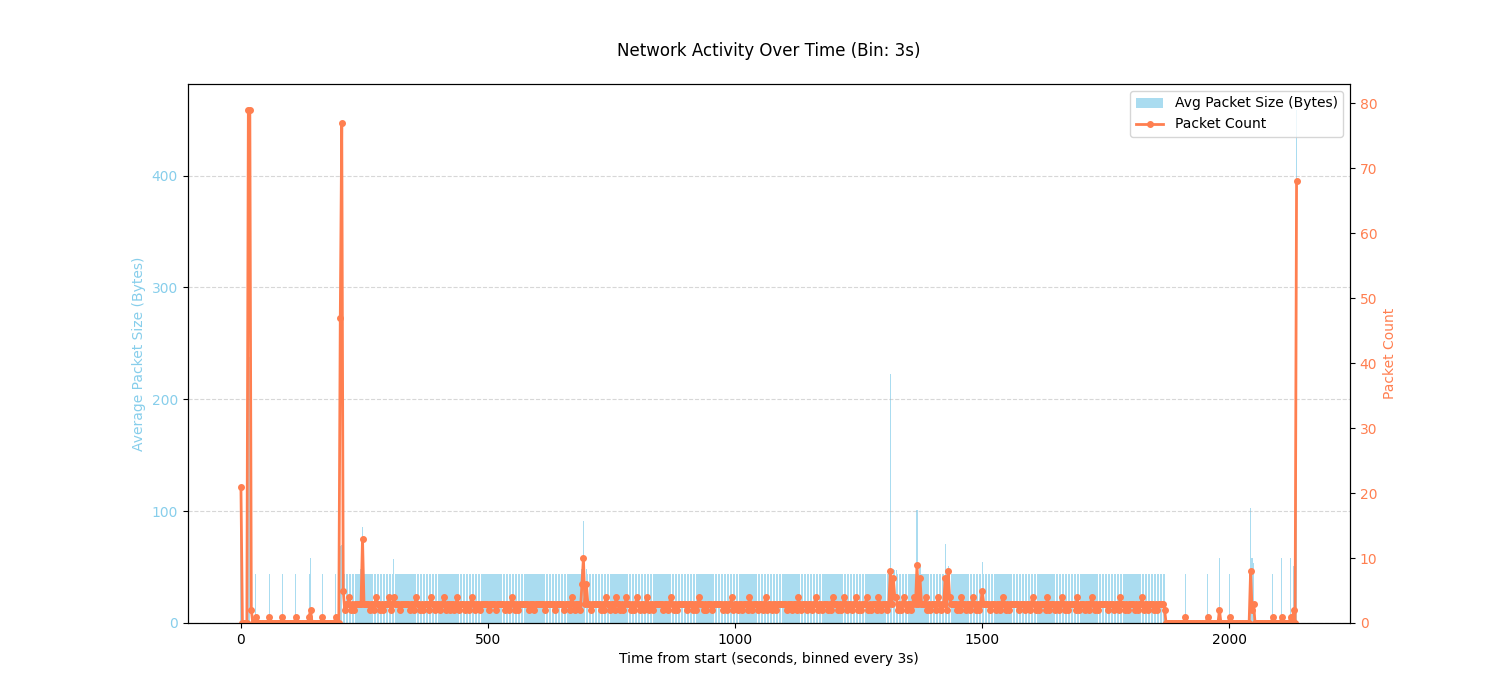 Network Activity Over Time (Bin: 3s)
Avg Packet Size (Bytes)
Packet Count
Average Packet Size (Bytes)
400
300
200
100
0
80
70
60
50
40
30
20
10
0
Packet Count
0 500 1000 1500 2000
Time from start (seconds, binned every 3s)